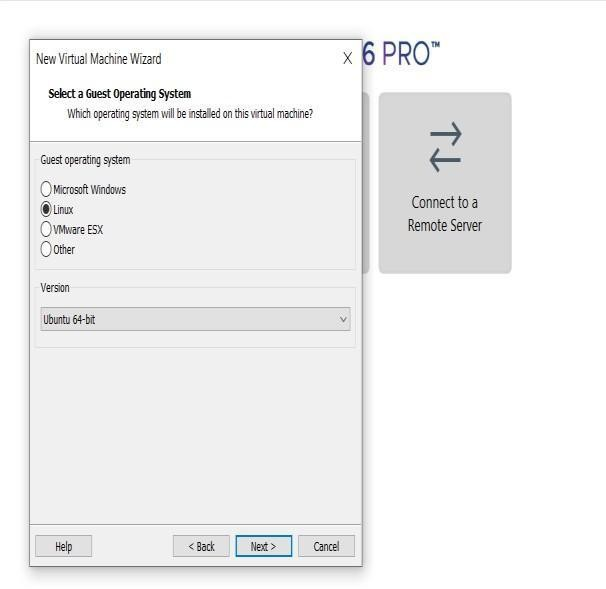 New Virtual Machine Wizard
X
6 PRO™
Select a Guest Operating System
Which operating system will be installed on this virtual machine?
Guest operating system
Microsoft Windows
Linux
VMware ESX
Other
Version
Ubuntu 64-bit
Connect to a
Remote Server
Help
< Back
Next >
Cancel